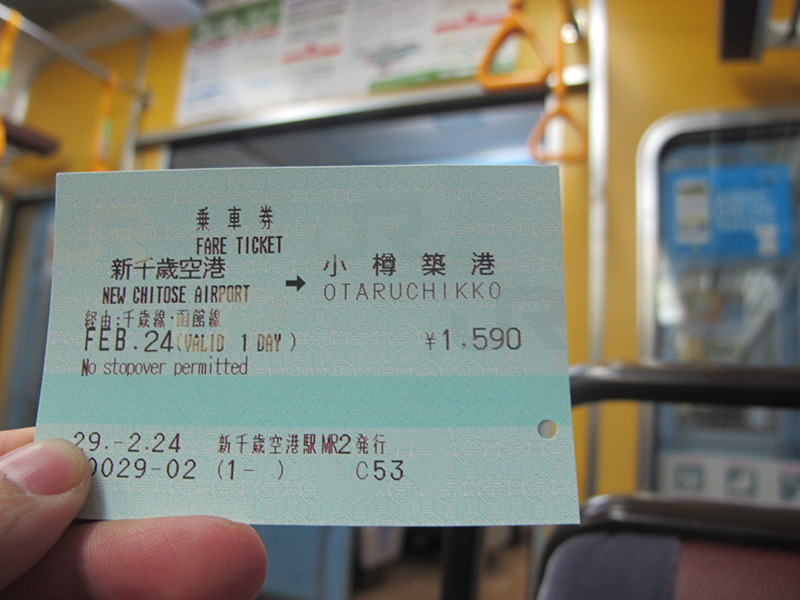 乗車券
FARE TICKET
新千歳空港 ➡ 小樽築港
NEW CHITOSE AIRPORT OTARUCHIKKO
経由:千歳線・函館線
FEB.24(VALID 1 DAY) ¥1,590
No stopover permitted
29.-2.24 新千歳空港駅MR2発行
0029-02 (1- ) C53